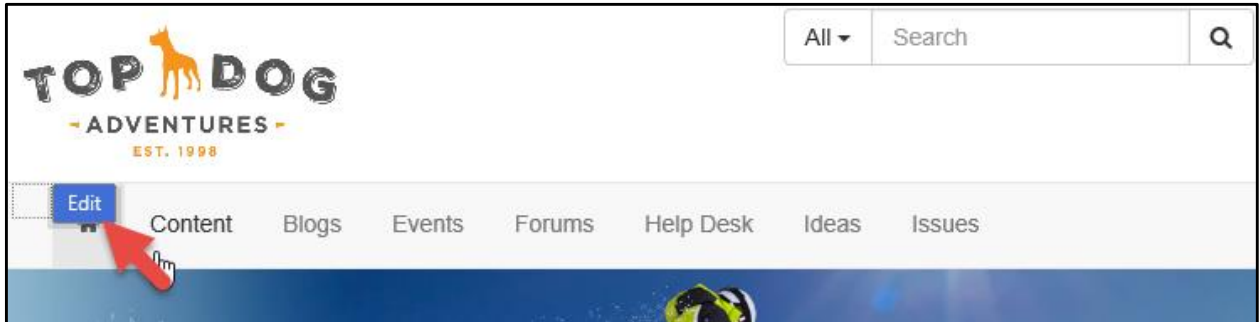 All Search
TOP DOG
- ADVENTURES -
EST. 1998
Edit
Content Blogs Events Forums Help Desk Ideas Issues